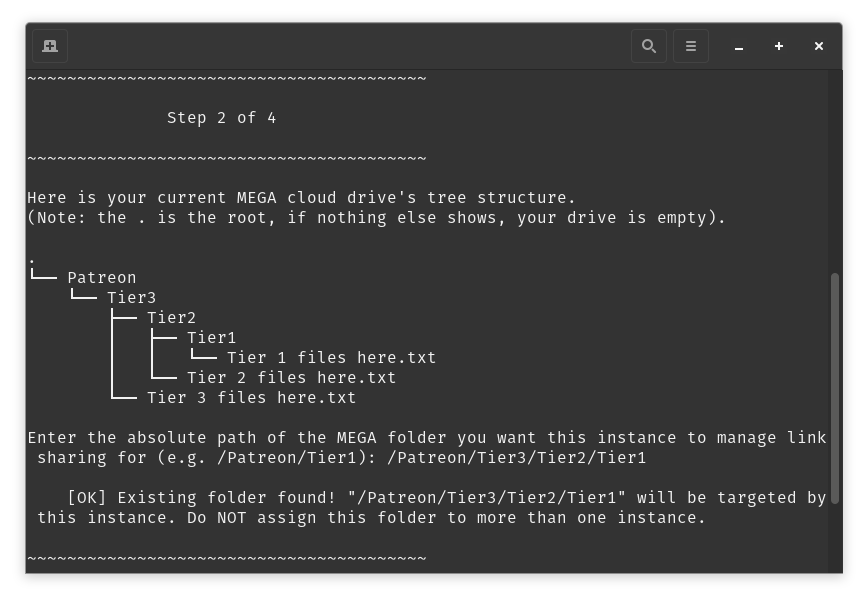 ~~~~~~~~~~~~~~~~~~~~~~~~~~~~~~~~~~~~~~~~
Step 2 of 4
~~~~~~~~~~~~~~~~~~~~~~~~~~~~~~~~~~~~~~~~
Here is your current MEGA cloud drive's tree structure.
(Note: the . is the root, if nothing else shows, your drive is empty).
.
└── Patreon
    └── Tier3
        ├── Tier2
        │   ├── Tier1
        │   │   └── Tier 1 files here.txt
        │   └── Tier 2 files here.txt
        └── Tier 3 files here.txt
Enter the absolute path of the MEGA folder you want this instance to manage link
sharing for (e.g. /Patreon/Tier1): /Patreon/Tier3/Tier2/Tier1
[OK] Existing folder found! "/Patreon/Tier3/Tier2/Tier1" will be targeted by
this instance. Do NOT assign this folder to more than one instance.
~~~~~~~~~~~~~~~~~~~~~~~~~~~~~~~~~~~~~~~~